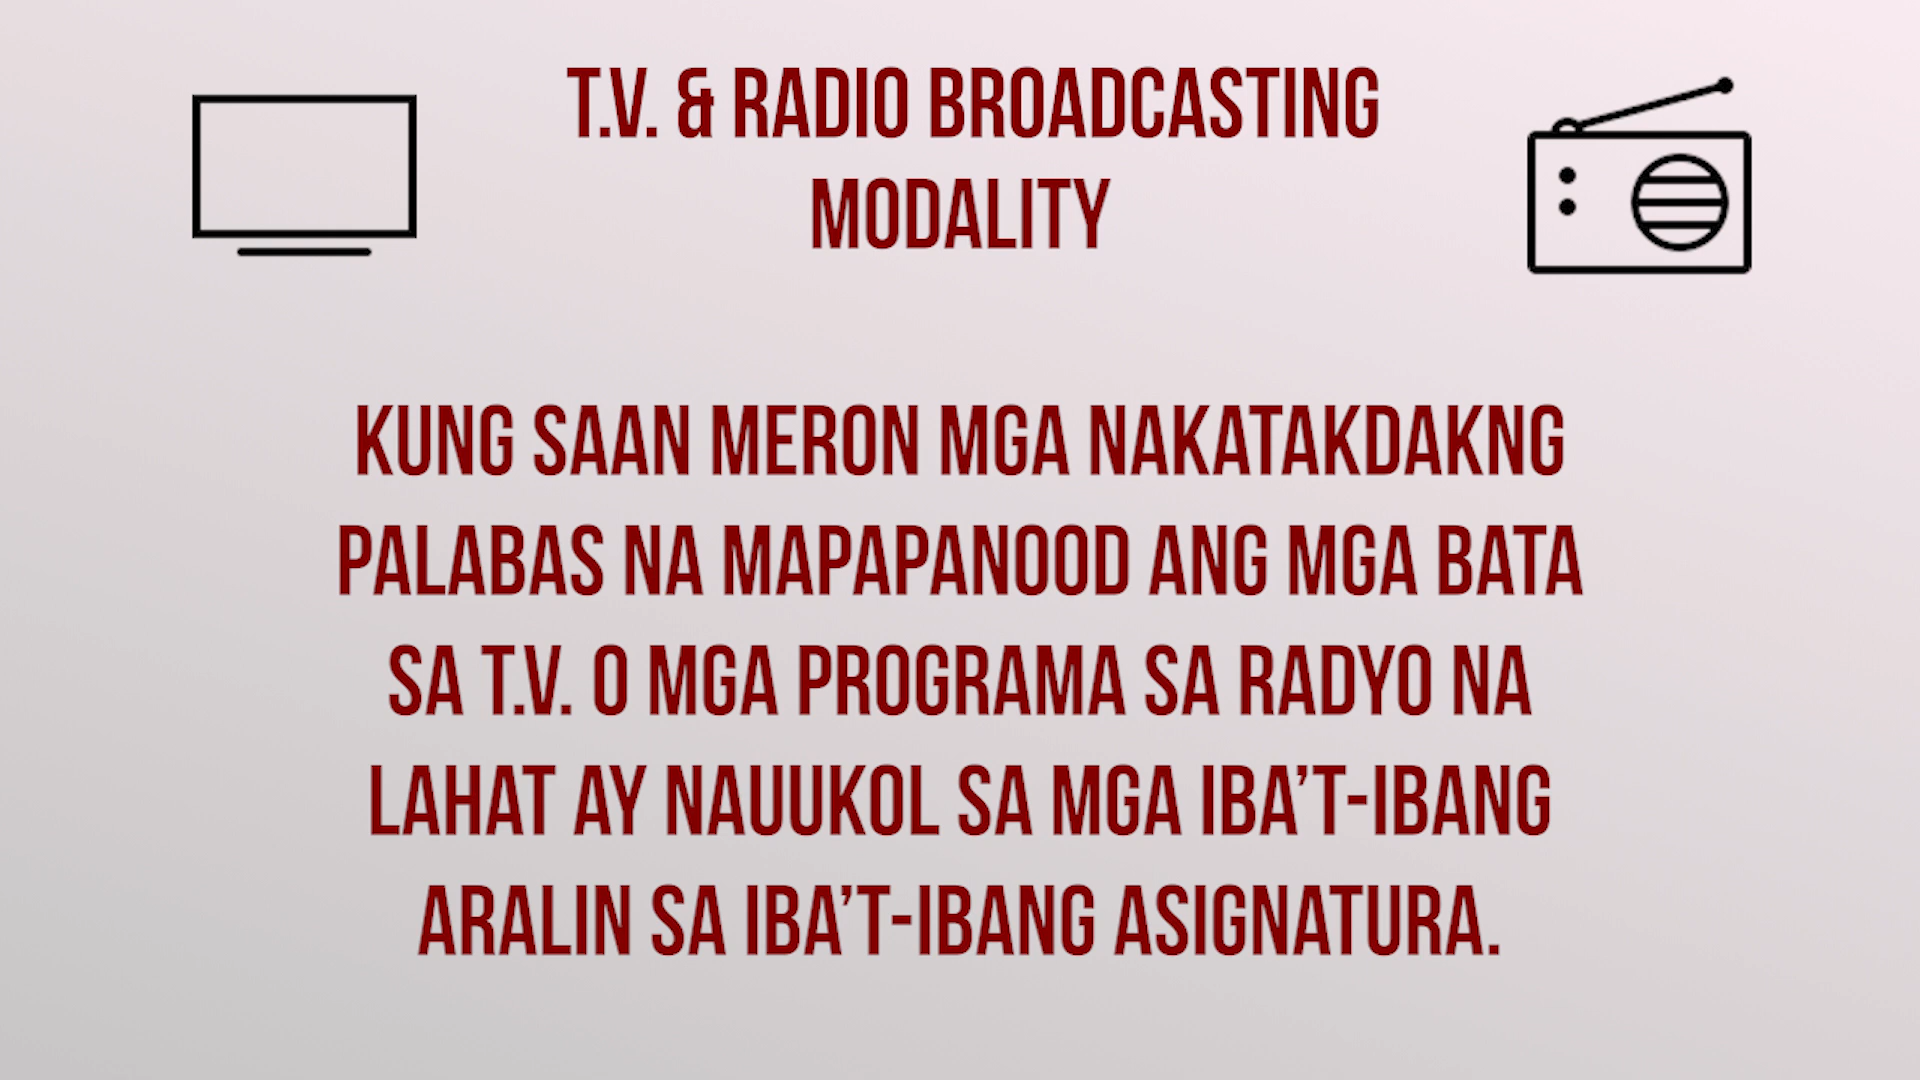 T.V. & RADIO BROADCASTING
MODALITY
KUNG SAAN MERON MGA NAKATAKDAKNG
PALABAS NA MAPAPANOOD ANG MGA BATA
SA T.V. O MGA PROGRAMA SA RADYO NA
LAHAT AY NAUUKOL SA MGA IBA’T-IBANG
ARALIN SA IBA’T-IBANG ASIGNATURA.